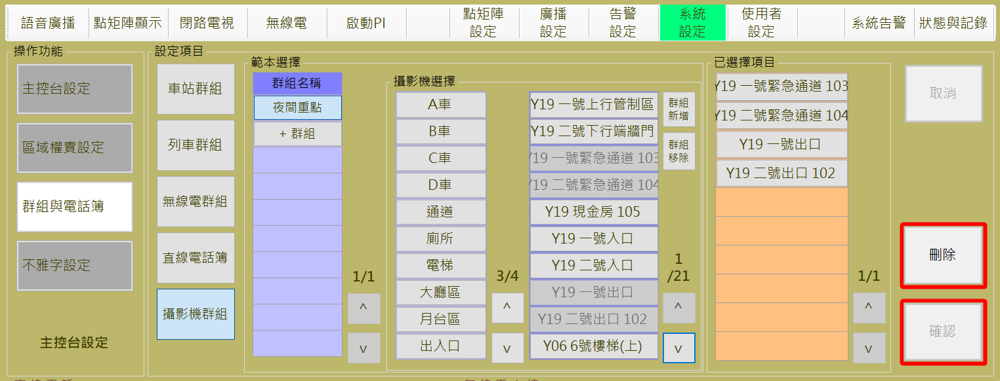 語音廣播
點矩陣顯示
閉路電視
無線電
啟動PI
點矩陣
設定
廣播
設定
告警
設定
系統
設定
使用者
設定
系統告警
狀態與記錄
操作功能
主控台設定
區域權責設定
群組與電話簿
不雅字設定
主控台設定
設定項目
車站群組
列車群組
無線電群組
直線電話簿
攝影機群組
範本選擇
群組名稱
夜間重點
+ 群組
1/1
^
v
攝影機選擇
A車
B車
C車
D車
通道
廁所
電梯
大廳區
月台區
出入口
3/4
^
v
Y19 一號上行管制區
Y19 二號下行端牆門
Y19 一號緊急通道 103
Y19 二號緊急通道 104
Y19 現金房 105
Y19 一號入口
Y19 二號入口
Y19 一號出口
Y19 二號出口 102
Y06 6號樓梯(上)
群組
新增
群組
移除
1
/21
^
v
已選擇項目
Y19 一號緊急通道 103
Y19 二號緊急通道 104
Y19 一號出口
Y19 二號出口 102
1/1
^
v
取消
刪除
確認